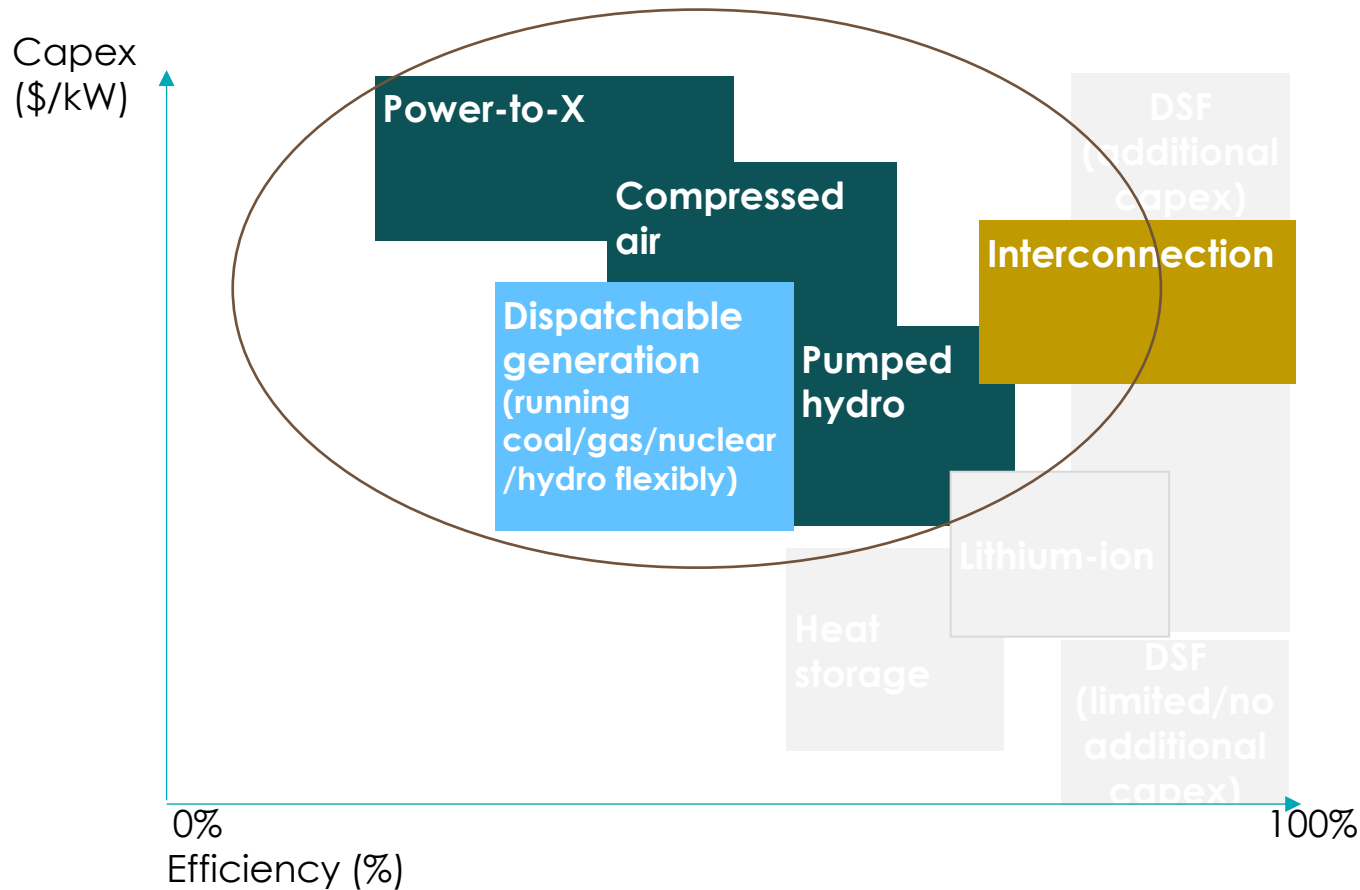 Capex
($/kW)
Power-to-X
DSF
(additional
capex)
Compressed
air
Interconnection
Dispatchable
generation
(running
coal/gas/nuclear
/hydro flexibly)
Pumped
hydro
Lithium-ion
Heat
storage
DSF
(limited/no
additional
capex)
0%
100%
Efficiency (%)